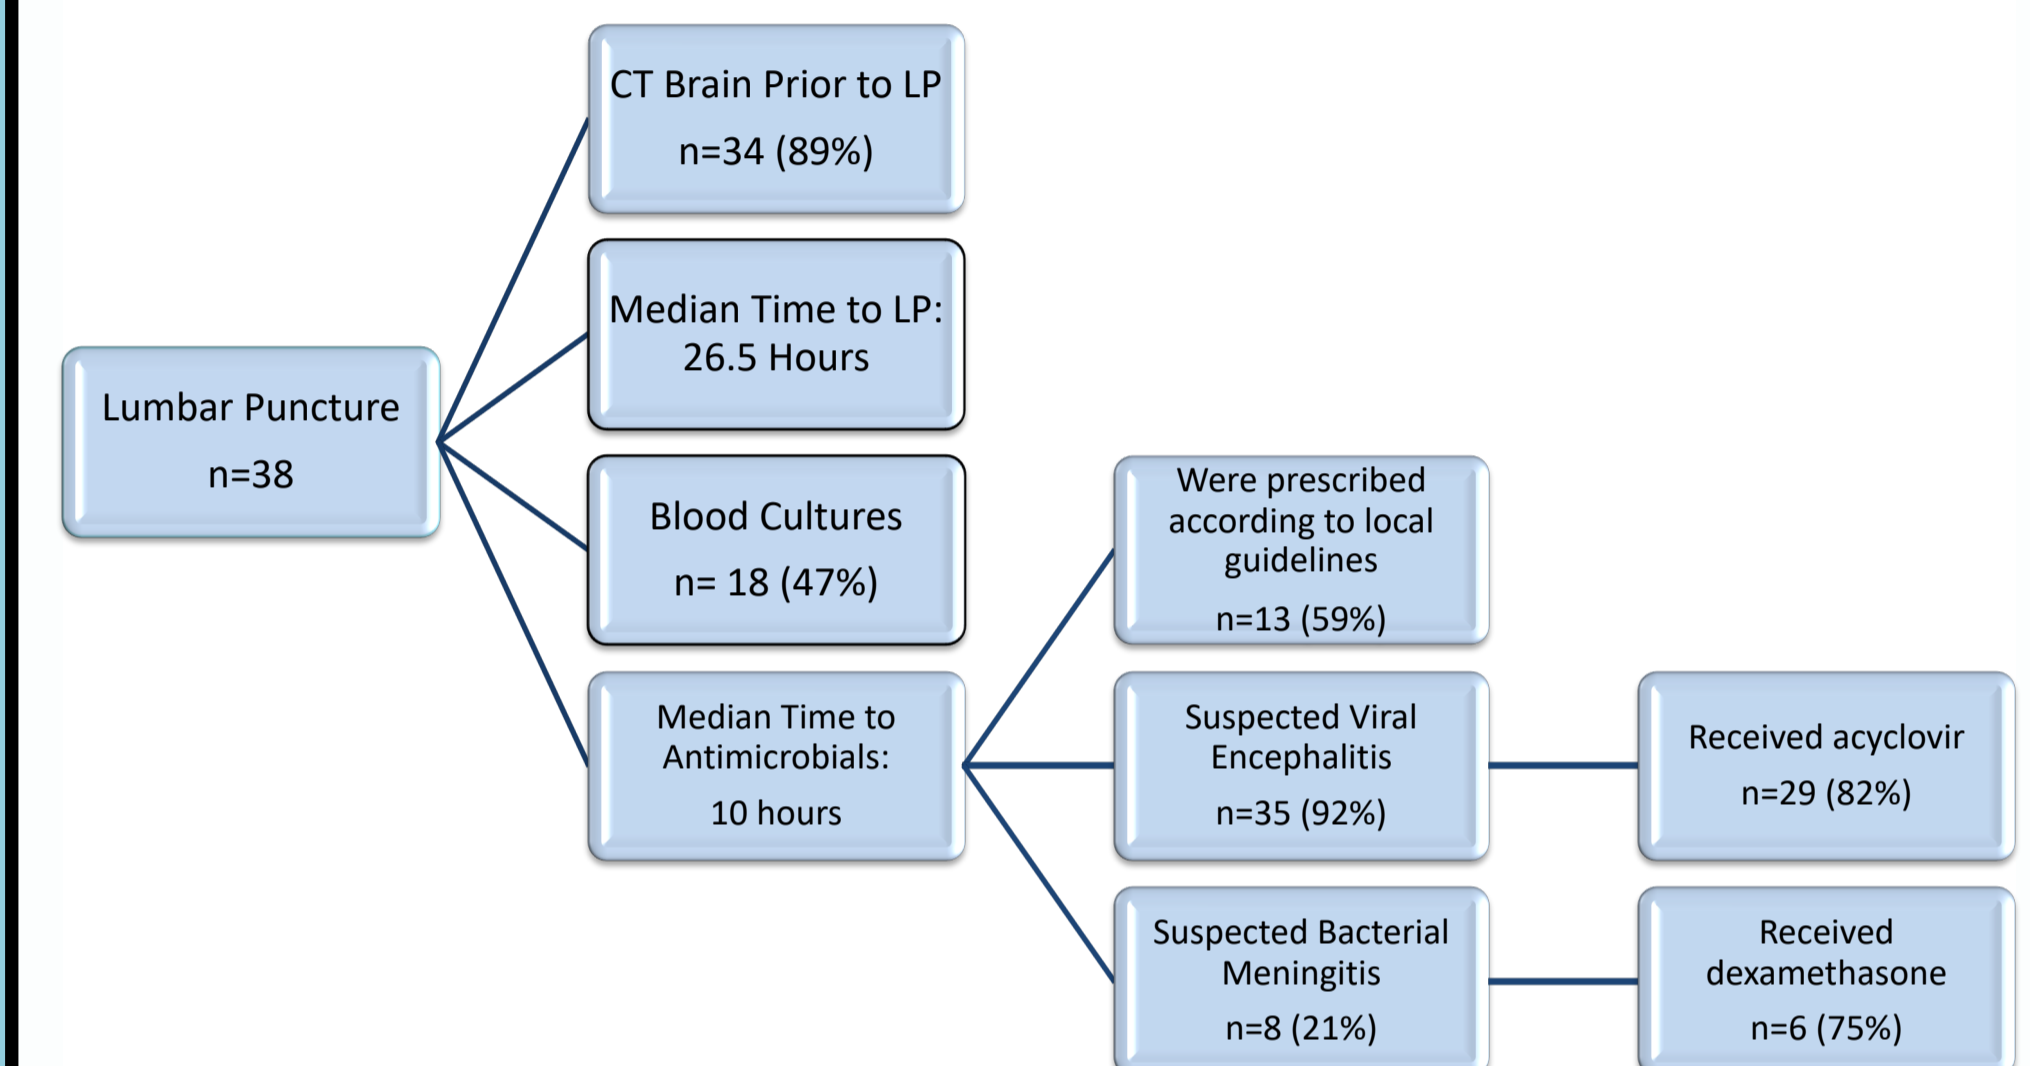 Lumbar Puncture
n=38
CT Brain Prior to LP
n=34 (89%)
Median Time to LP:
26.5 Hours
Blood Cultures
n= 18 (47%)
Median Time to
Antimicrobials:
10 hours
Were prescribed
according to local
guidelines
n=13 (59%)
Suspected Viral
Encephalitis
n=35 (92%)
Received acyclovir
n=29 (82%)
Suspected Bacterial
Meningitis
n=8 (21%)
Received
dexamethasone
n=6 (75%)